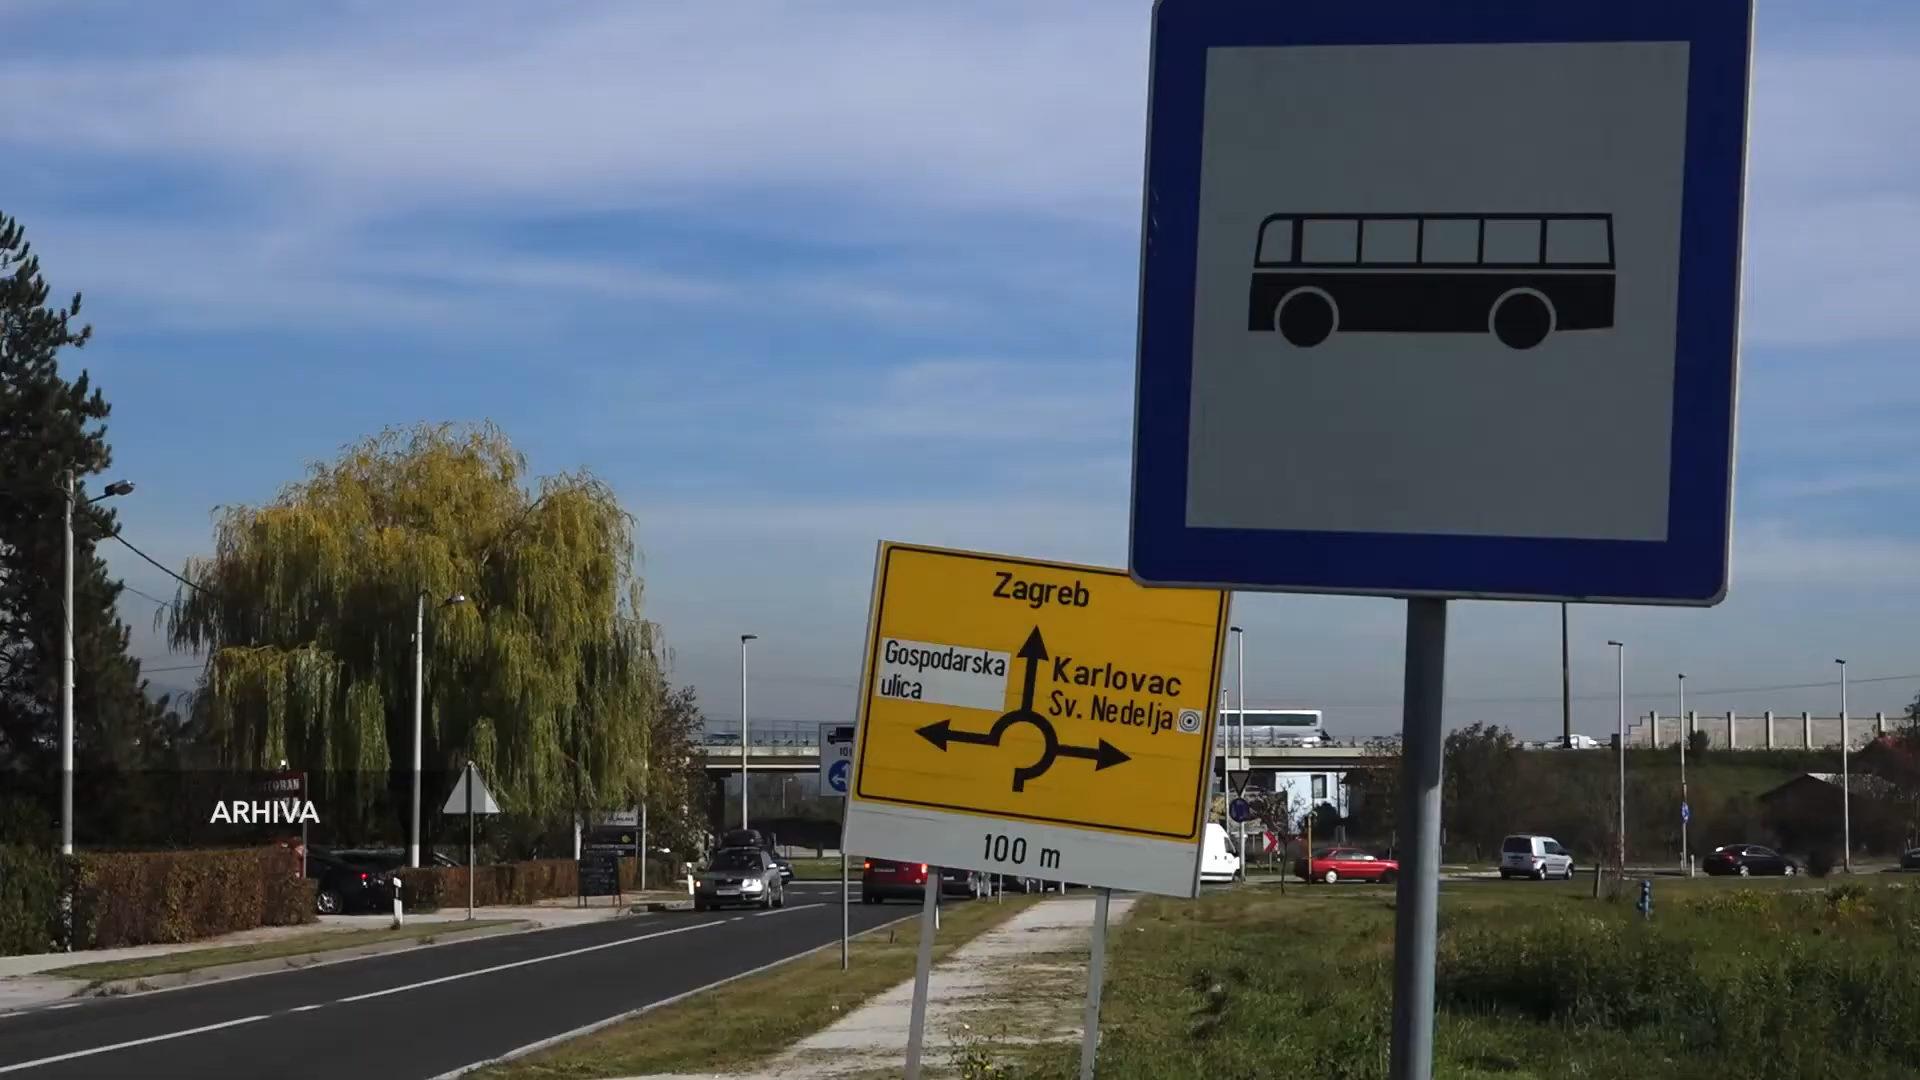 Zagreb
Gospodarska
ulica
Karlovac
Sv. Nedelja
100 m
ARHIVA